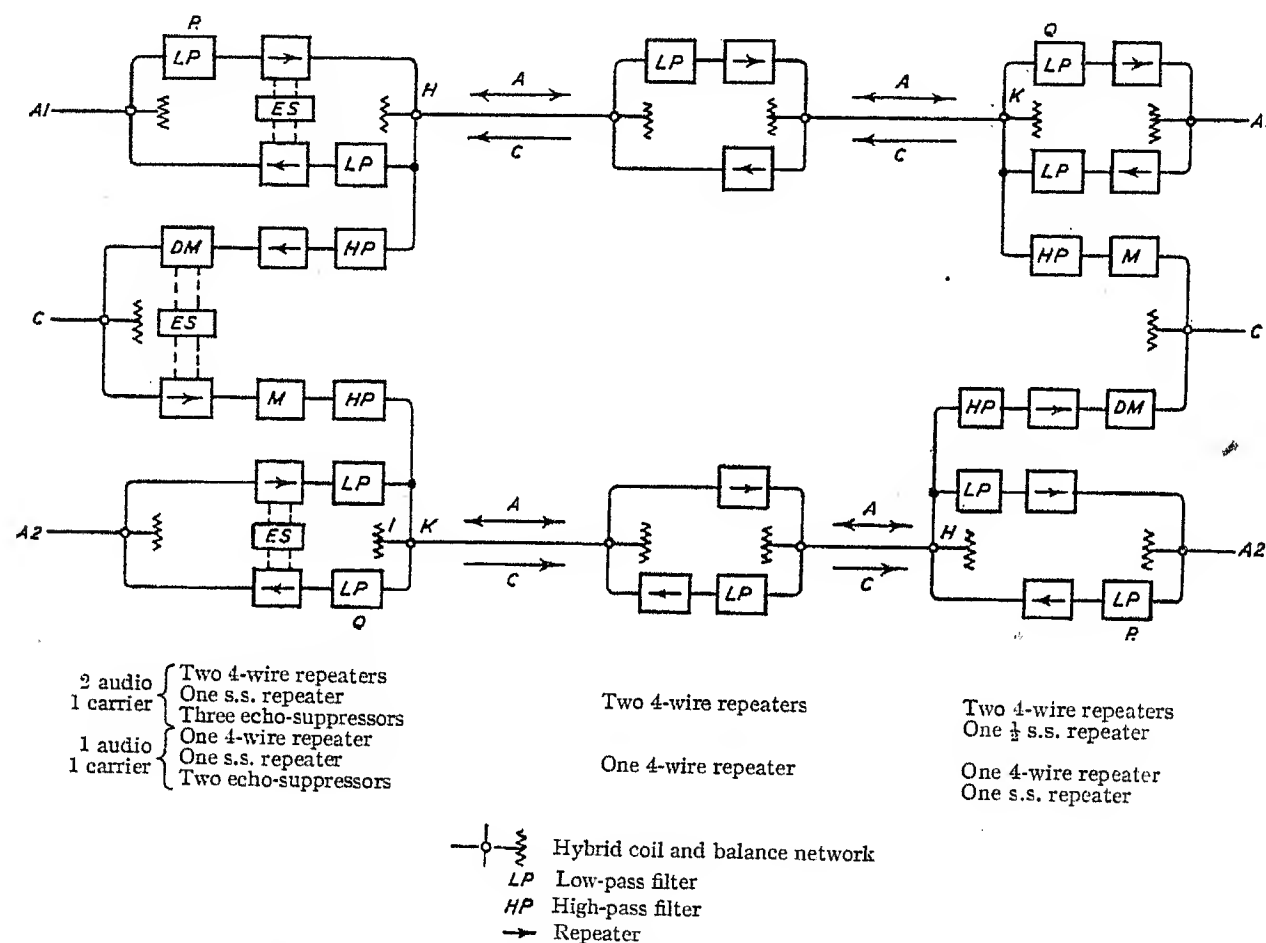 P.
LP
ES
LP
A1
H
A
C
LP
A
C
Q
LP
K
LP
A
DM
HP
C
ES
M
HP
HP
M
C
HP
DM
LP
A2
ES
I
K
LP
Q
A
C
LP
A
C
LP
H
A2
LP
P.
2 audio
1 carrier
Two 4-wire repeaters
One s.s. repeater
Three echo-suppressors
1 audio
1 carrier
One 4-wire repeater
One s.s. repeater
Two echo-suppressors
Two 4-wire repeaters
One 4-wire repeater
Two 4-wire repeaters
One ½ s.s. repeater
One 4-wire repeater
One s.s. repeater
Hybrid coil and balance network
LP Low-pass filter
HP High-pass filter
Repeater